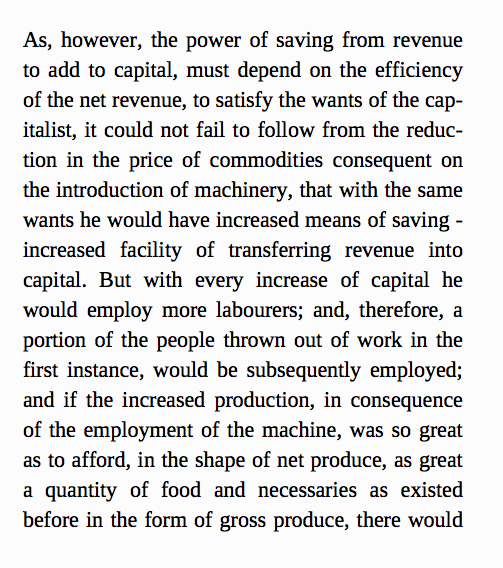 As, however, the power of saving from revenue
to add to capital, must depend on the efficiency
of the net revenue, to satisfy the wants of the cap-
italist, it could not fail to follow from the reduc-
tion in the price of commodities consequent on
the introduction of machinery, that with the same
wants he would have increased means of saving -
increased facility of transferring revenue into
capital. But with every increase of capital he
would employ more labourers; and, therefore, a
portion of the people thrown out of work in the
first instance, would be subsequently employed;
and if the increased production, in consequence
of the employment of the machine, was so great
as to afford, in the shape of net produce, as great
a quantity of food and necessaries as existed
before in the form of gross produce, there would